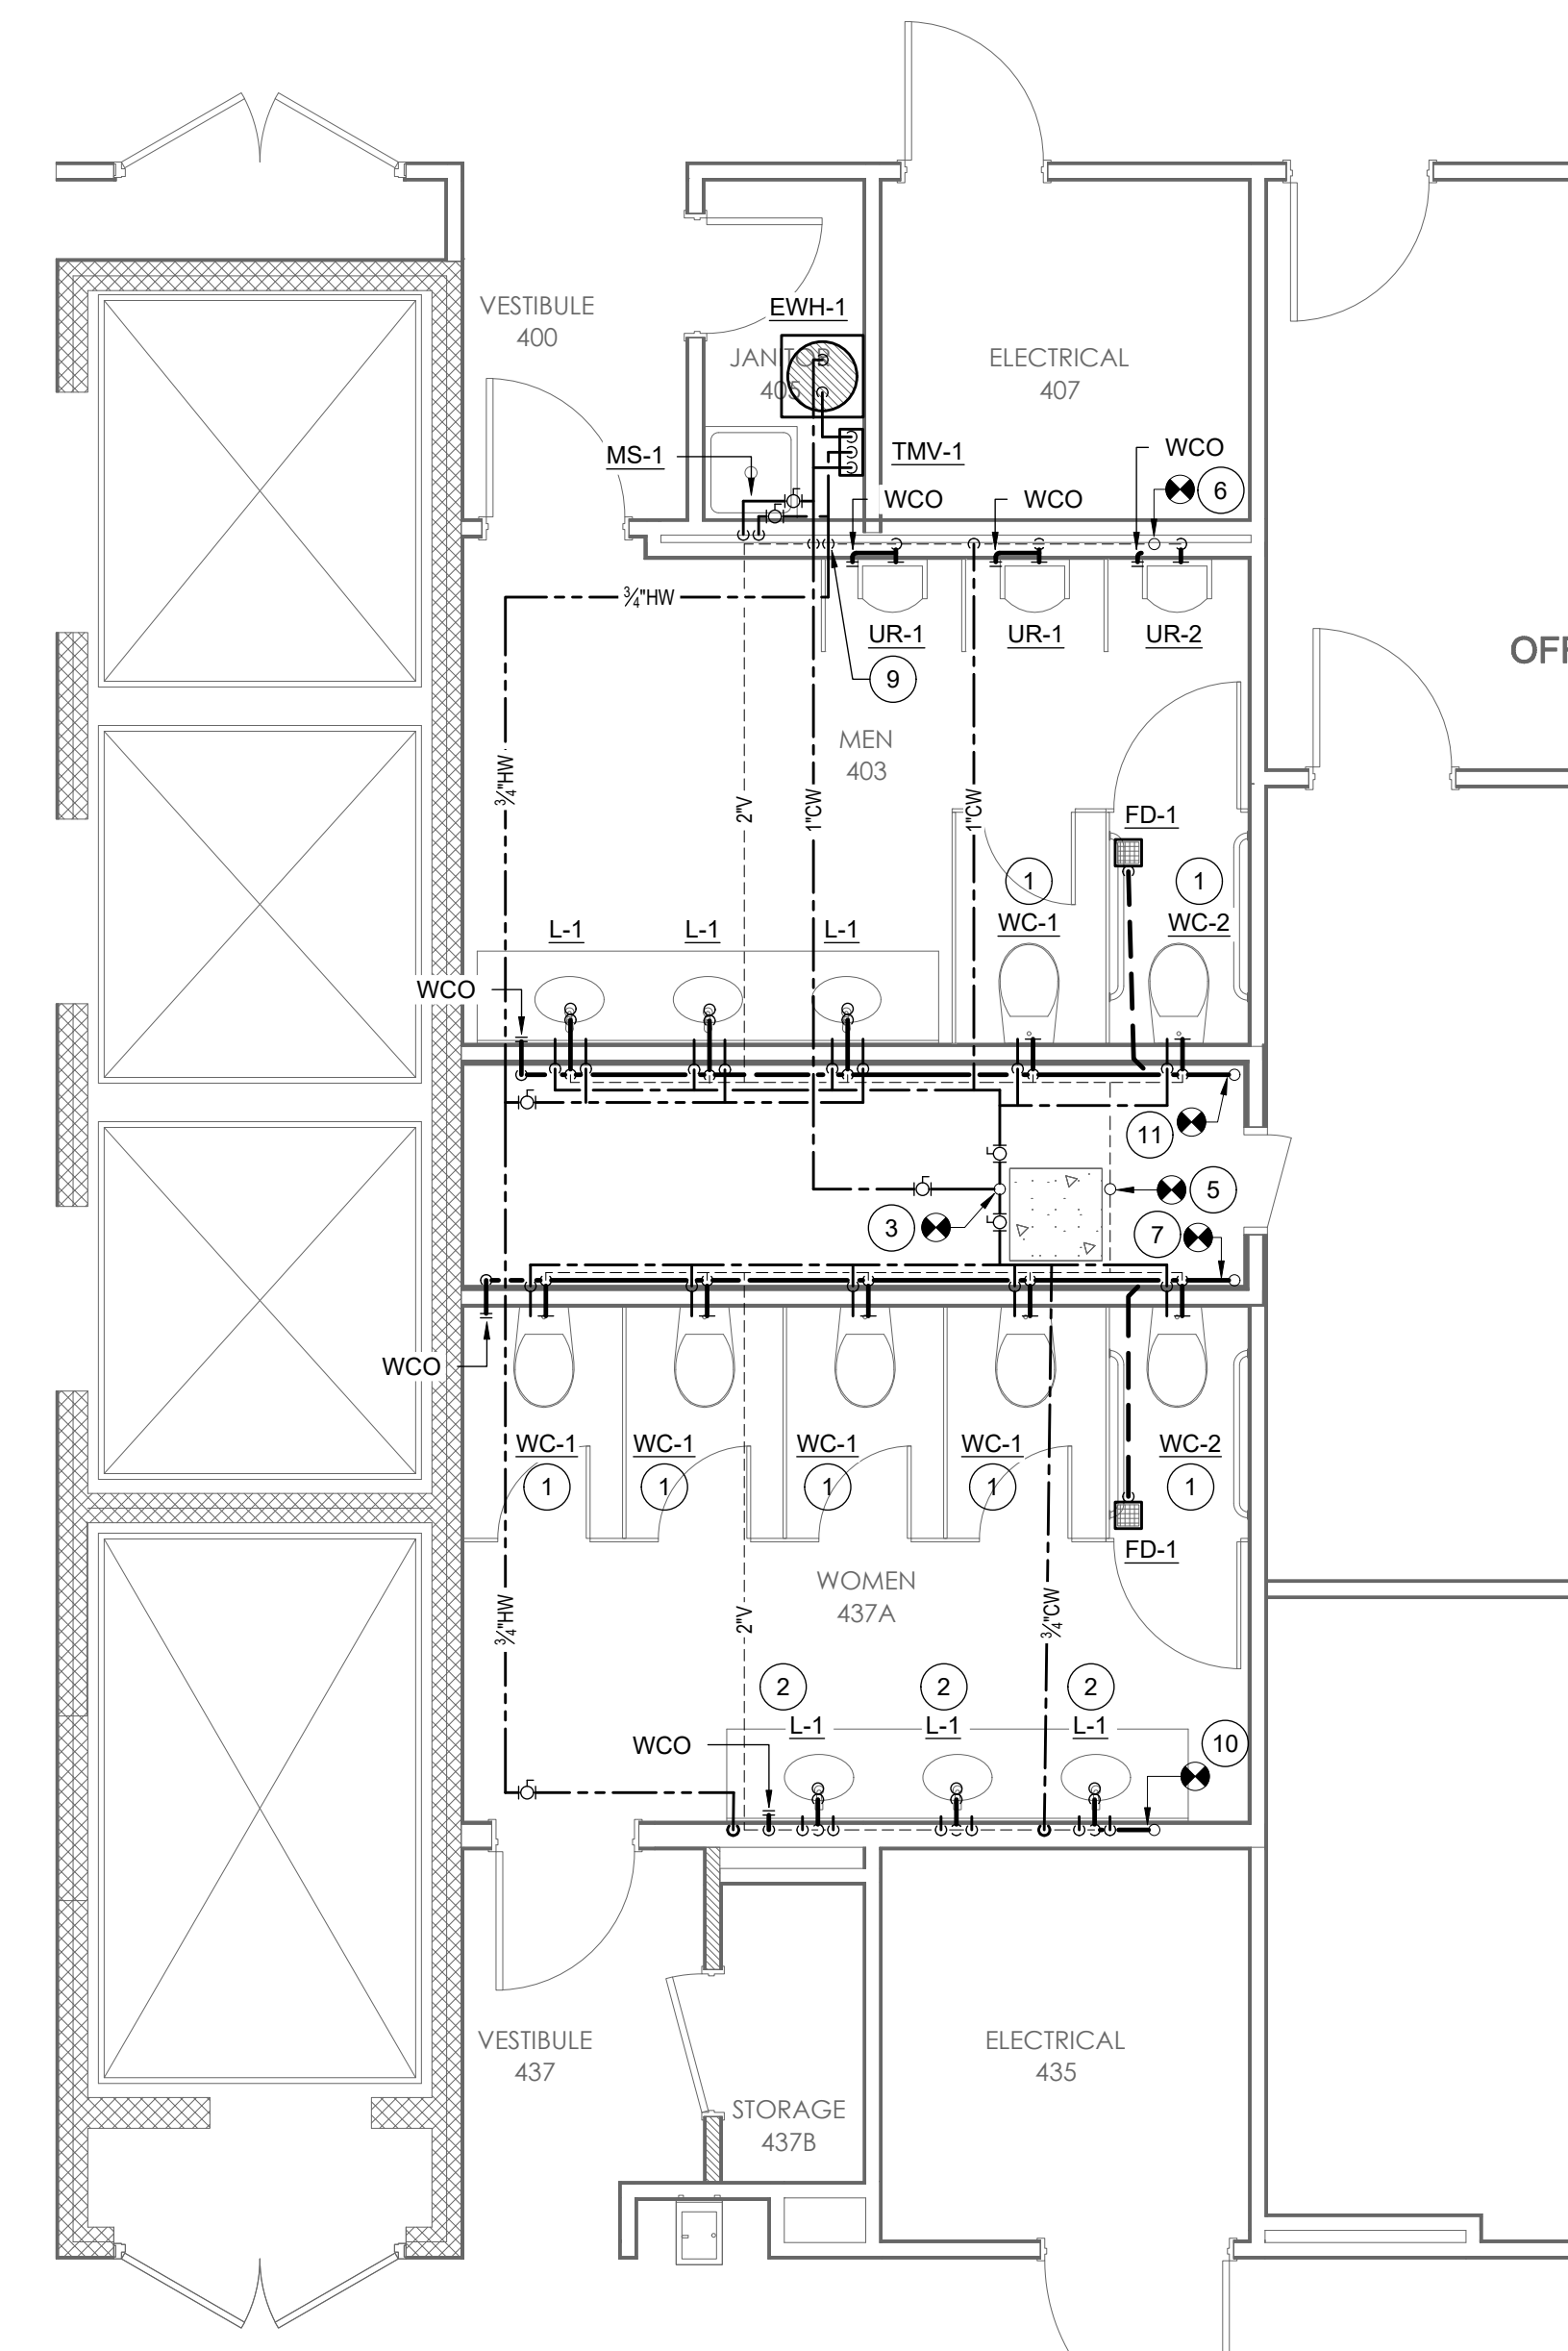 VESTIBULE
400
EWH-1
JANITOR
405
ELECTRICAL
407
MS-1
TMV-1
WCO
WCO
WCO
6
3/4"HW
UR-1
UR-1
UR-2
9
OFF
MEN
403
3/4"HW
2"V
1"CW
1"CW
FD-1
1
1
WC-1
WC-2
L-1
L-1
L-1
WCO
11
5
3
7
WCO
WC-1
WC-1
WC-1
WC-1
WC-2
1
1
1
1
1
FD-1
WOMEN
437A
3/4"HW
2"V
3/4"CW
2
2
2
L-1
L-1
L-1
WCO
10
VESTIBULE
437
ELECTRICAL
435
STORAGE
437B